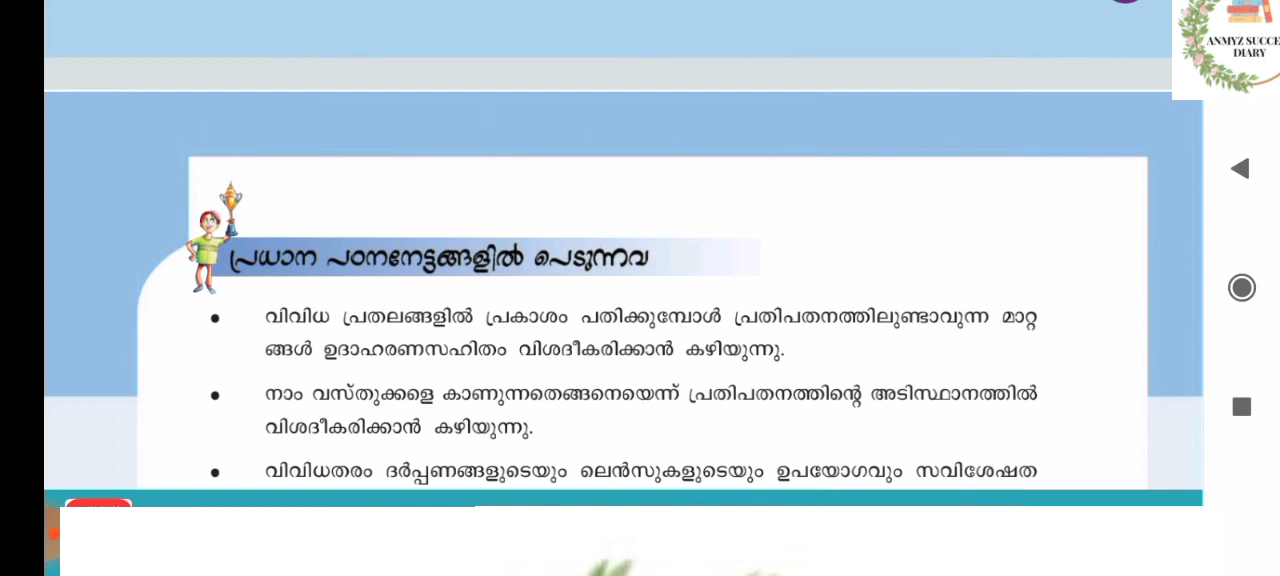 ANMYZ SUCCE
DIARY
പ്രധാന പഠനനേട്ടങ്ങളിൽ പെടുന്നവ
● വിവിധ പ്രതലങ്ങളിൽ പ്രകാശം പതിക്കുമ്പോൾ പ്രതിപതനത്തിലുണ്ടാവുന്ന മാറ്റ
ങ്ങൾ ഉദാഹരണസഹിതം വിശദീകരിക്കാൻ കഴിയുന്നു.
● നാം വസ്തുക്കളെ കാണുന്നതെങ്ങനെയെന്ന് പ്രതിപതനത്തിന്റെ അടിസ്ഥാനത്തിൽ
വിശദീകരിക്കാൻ കഴിയുന്നു.
● വിവിധതരം ദർപ്പണങ്ങളുടെയും ലെൻസുകളുടെയും ഉപയോഗവും സവിശേഷത